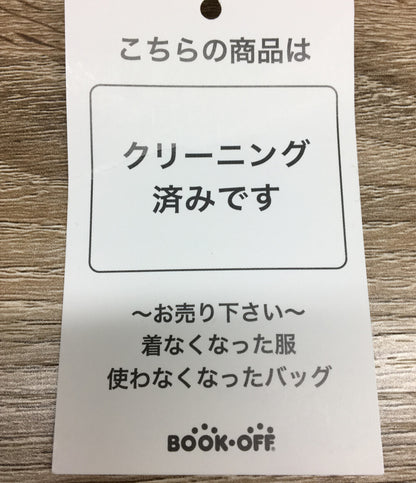 こちらの商品は
クリーニング
済みです
～お売り下さい～
着なくなった服
使わなくなったバッグ
BOOK・OFF